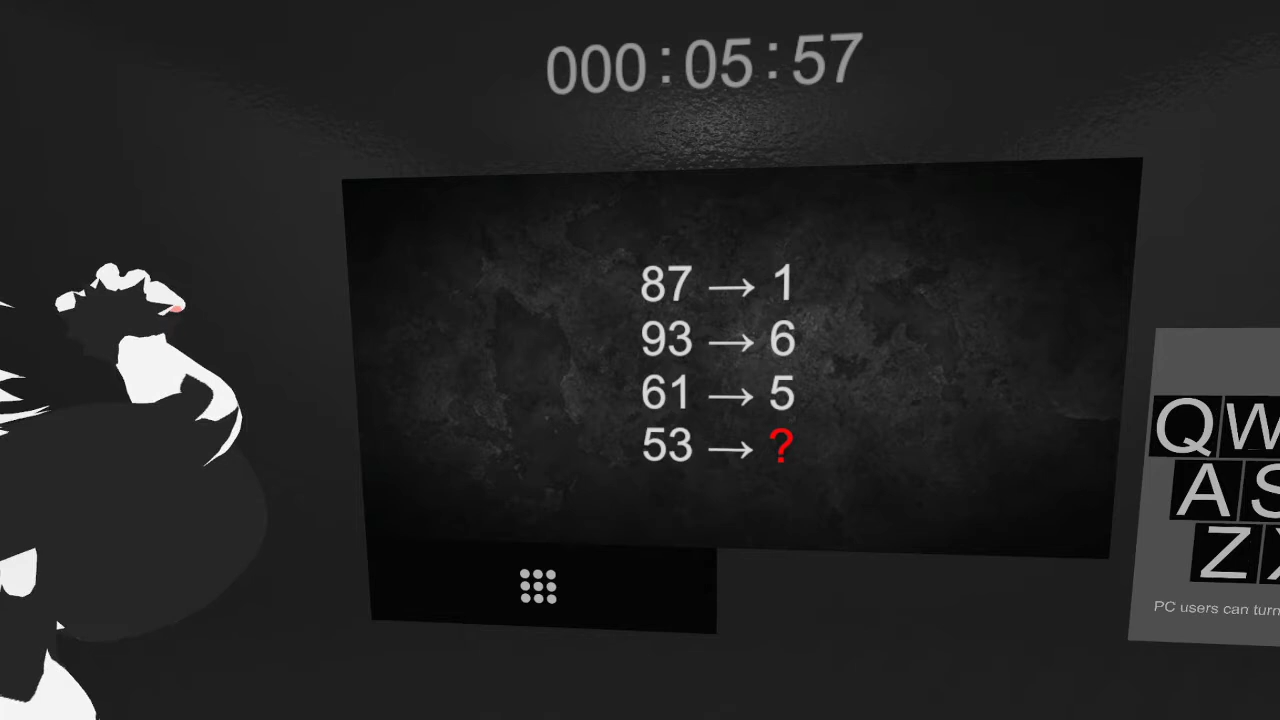 000:05:57
87 → 1
93 → 6
61 → 5
53 → ?
Q W
A S
Z
PC users can turn